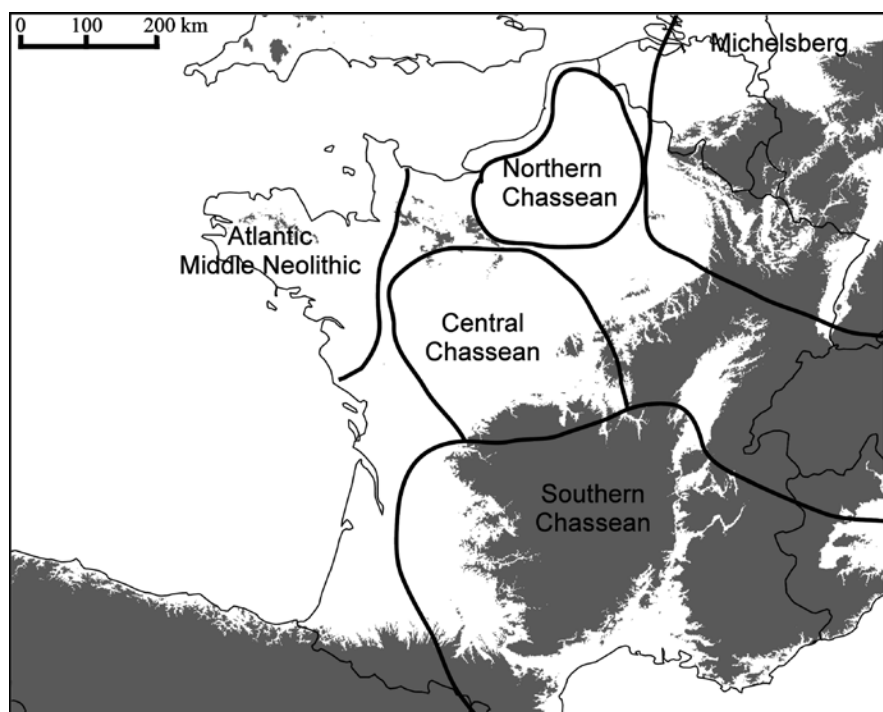 0 100 200 km
Michelsberg
Northern
Chassean
Atlantic
Middle Neolithic
Central
Chassean
Southern
Chassean